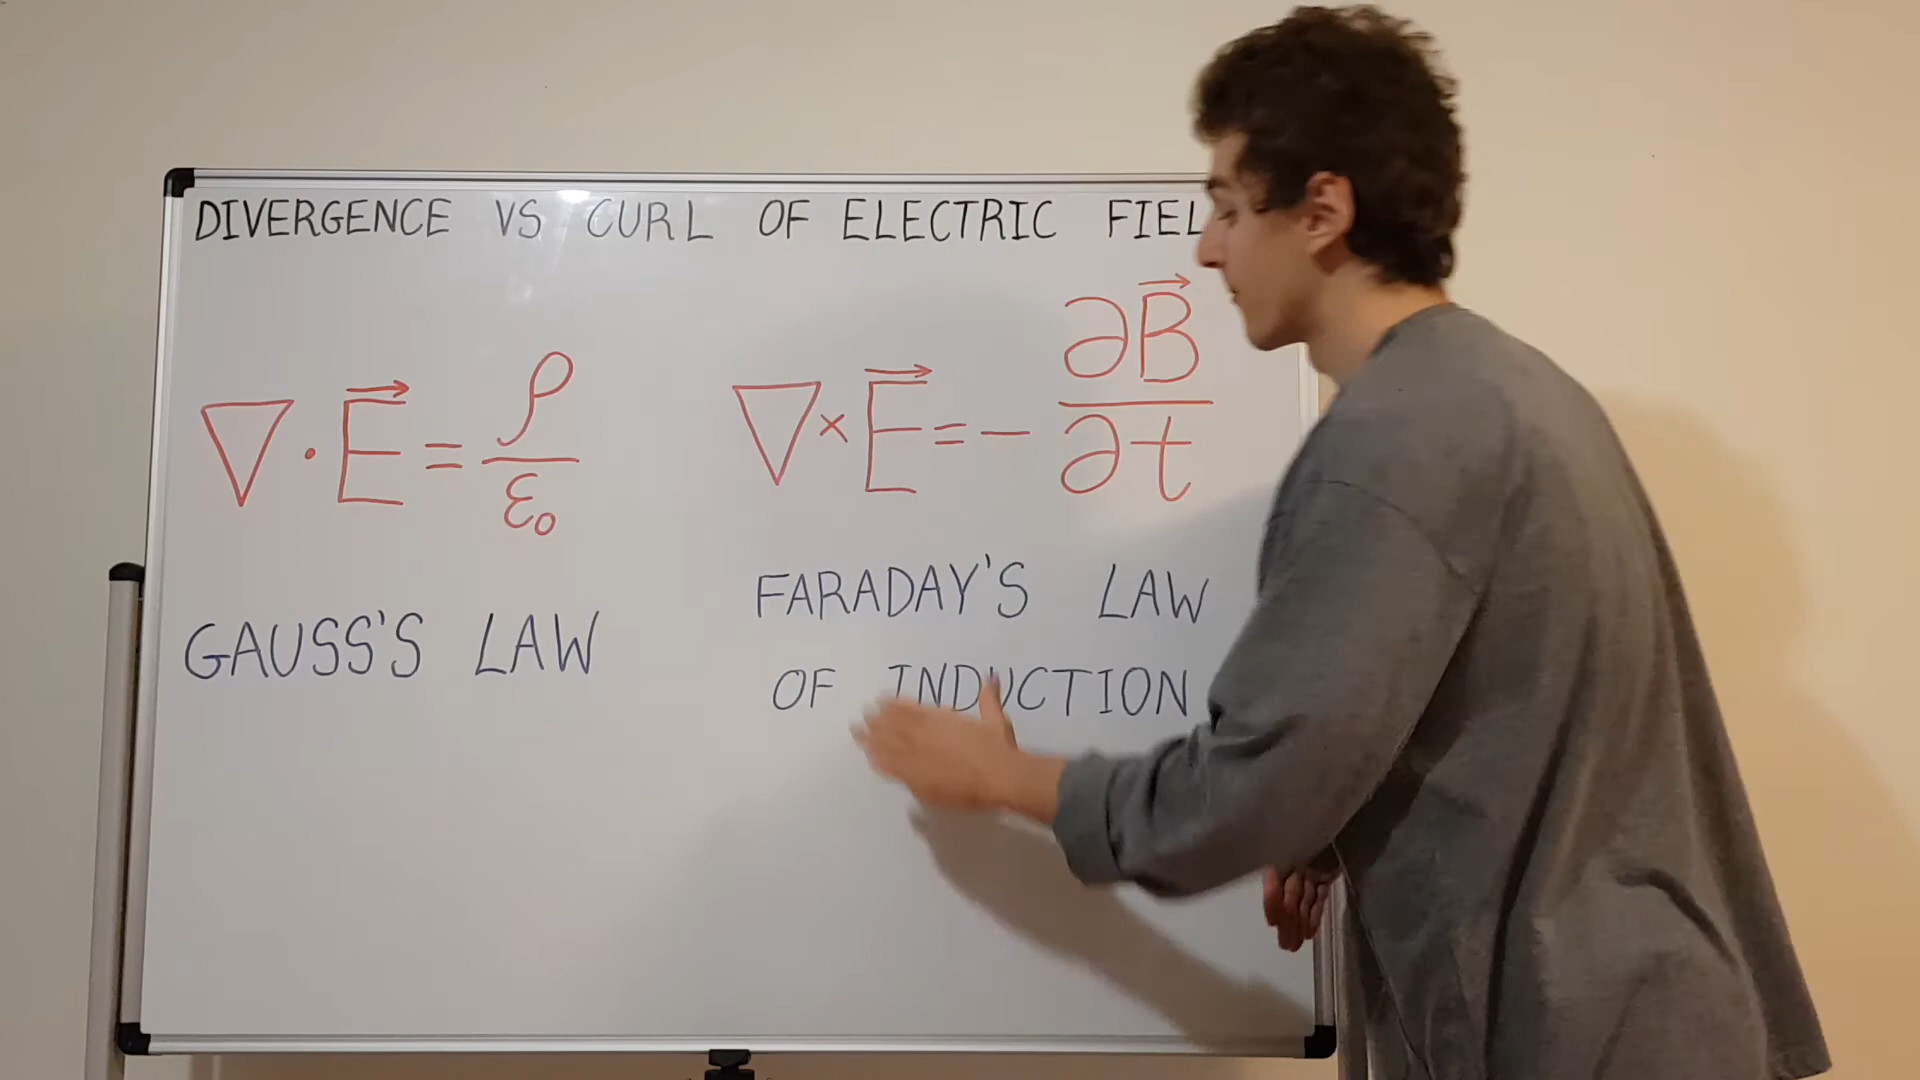 DIVERGENCE VS CURL OF ELECTRIC FIEL
∇·E⃗ = ρ/ε₀
∇×E⃗ = -∂B⃗/∂t
GAUSS'S LAW
FARADAY'S LAW
OF INDUCTION